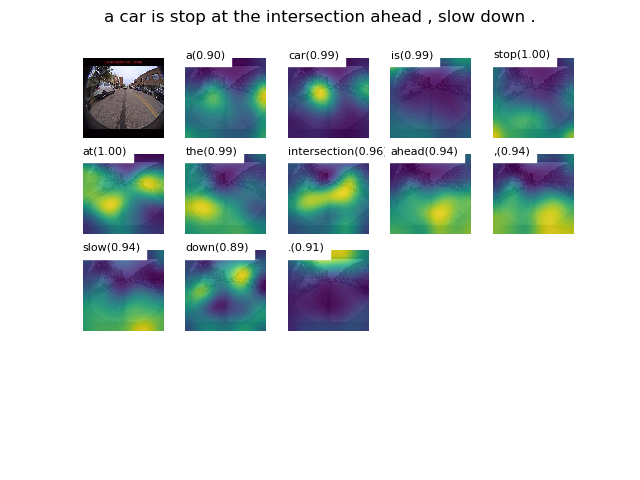 a car is stop at the intersection ahead , slow down .
a(0.90) car(0.99) is(0.99) stop(1.00)
at(1.00) the(0.99) intersection(0.96) ahead(0.94) ,(0.94)
slow(0.94) down(0.89) .(0.91)